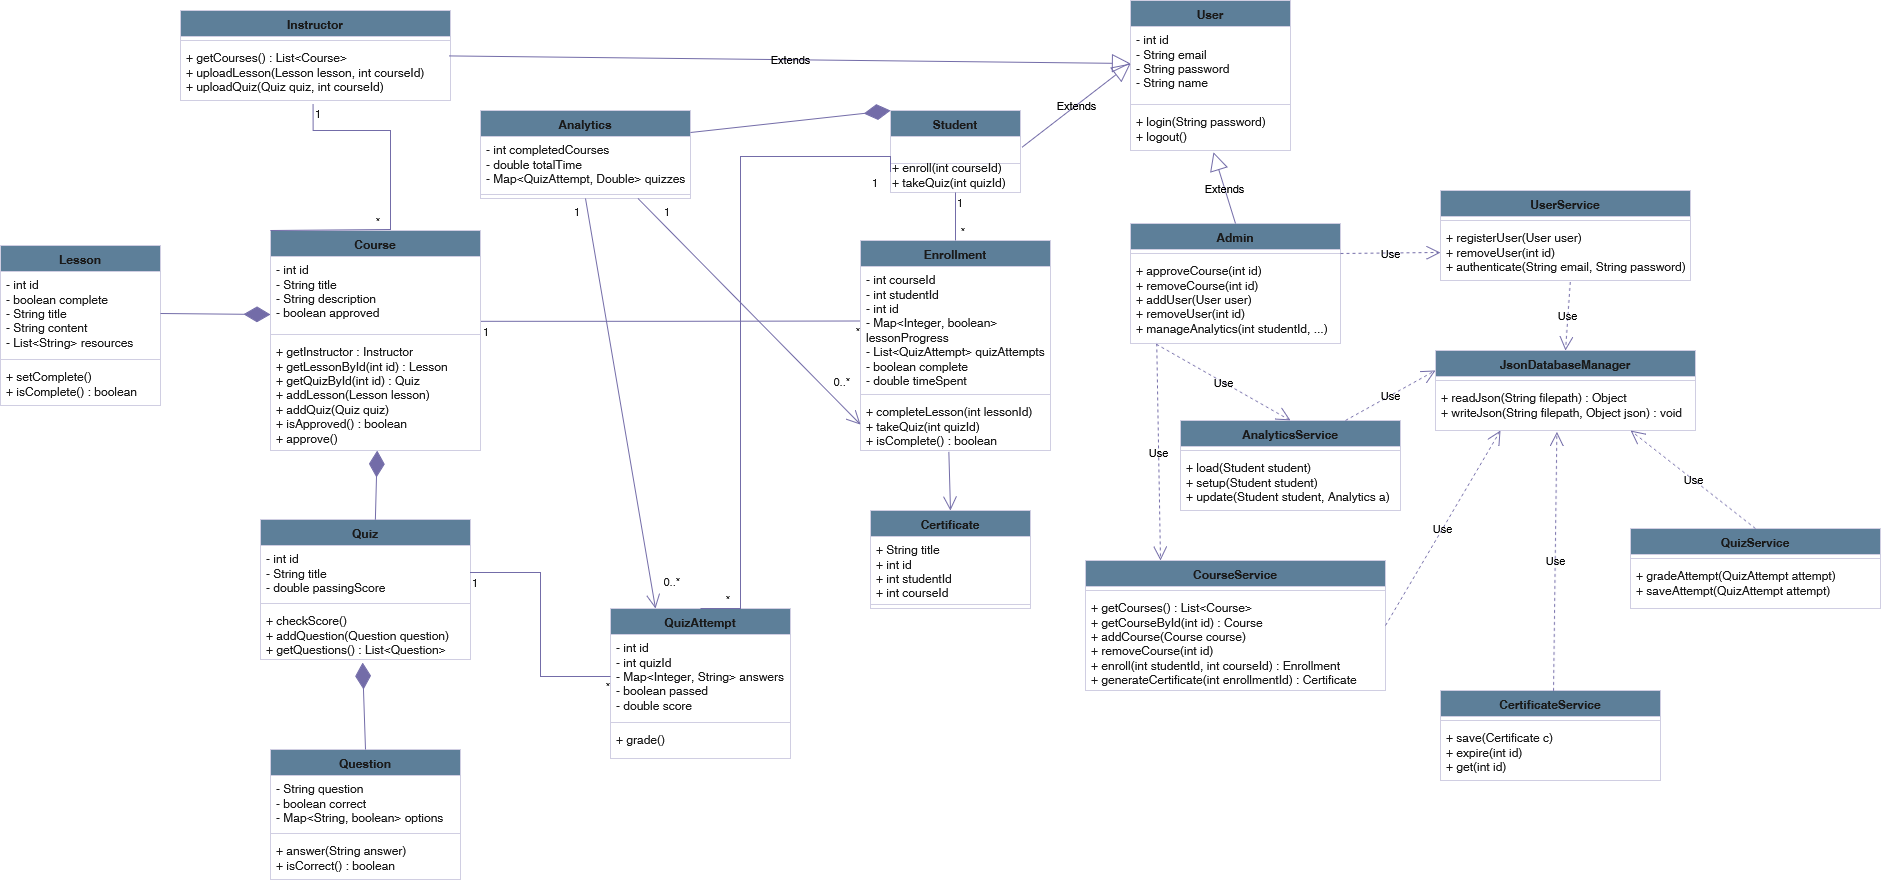 Instructor
+ getCourses() : List<Course>
+ uploadLesson(Lesson lesson, int courseId)
+ uploadQuiz(Quiz quiz, int courseId)
1
*
Extends
User
- int id
- String email
- String password
- String name
+ login(String password)
+ logout()
Extends
Extends
Analytics
- int completedCourses
- double totalTime
- Map<QuizAttempt, Double> quizzes
1
1
0..*
0..*
Student
+ enroll(int courseId)
+ takeQuiz(int quizId)
1
*
1
*
Lesson
- int id
- boolean complete
- String title
- String content
- List<String> resources
+ setComplete()
+ isComplete() : boolean
Course
- int id
- String title
- String description
- boolean approved
+ getInstructor : Instructor
+ getLessonById(int id) : Lesson
+ getQuizById(int id) : Quiz
+ addLesson(Lesson lesson)
+ addQuiz(Quiz quiz)
+ isApproved() : boolean
+ approve()
1
*
Enrollment
- int courseId
- int studentId
- int id
- Map<Integer, boolean>
lessonProgress
- List<QuizAttempt> quizAttempts
- boolean complete
- double timeSpent
+ completeLesson(int lessonId)
+ takeQuiz(int quizId)
+ isComplete() : boolean
Admin
+ approveCourse(int id)
+ removeCourse(int id)
+ addUser(User user)
+ removeUser(int id)
+ manageAnalytics(int studentId, ...)
Use
UserService
+ registerUser(User user)
+ removeUser(int id)
+ authenticate(String email, String password)
Use
JsonDatabaseManager
+ readJson(String filepath) : Object
+ writeJson(String filepath, Object json) : void
Use
Use
Use
AnalyticsService
+ load(Student student)
+ setup(Student student)
+ update(Student student, Analytics a)
Certificate
+ String title
+ int id
+ int studentId
+ int courseId
Quiz
- int id
- String title
- double passingScore
+ checkScore()
+ addQuestion(Question question)
+ getQuestions() : List<Question>
1
*
QuizAttempt
- int id
- int quizId
- Map<Integer, String> answers
- boolean passed
- double score
+ grade()
CourseService
+ getCourses() : List<Course>
+ getCourseById(int id) : Course
+ addCourse(Course course)
+ removeCourse(int id)
+ enroll(int studentId, int courseId) : Enrollment
+ generateCertificate(int enrollmentId) : Certificate
Use
Use
Use
QuizService
+ gradeAttempt(QuizAttempt attempt)
+ saveAttempt(QuizAttempt attempt)
CertificateService
+ save(Certificate c)
+ expire(int id)
+ get(int id)
Question
- String question
- boolean correct
- Map<String, boolean> options
+ answer(String answer)
+ isCorrect() : boolean